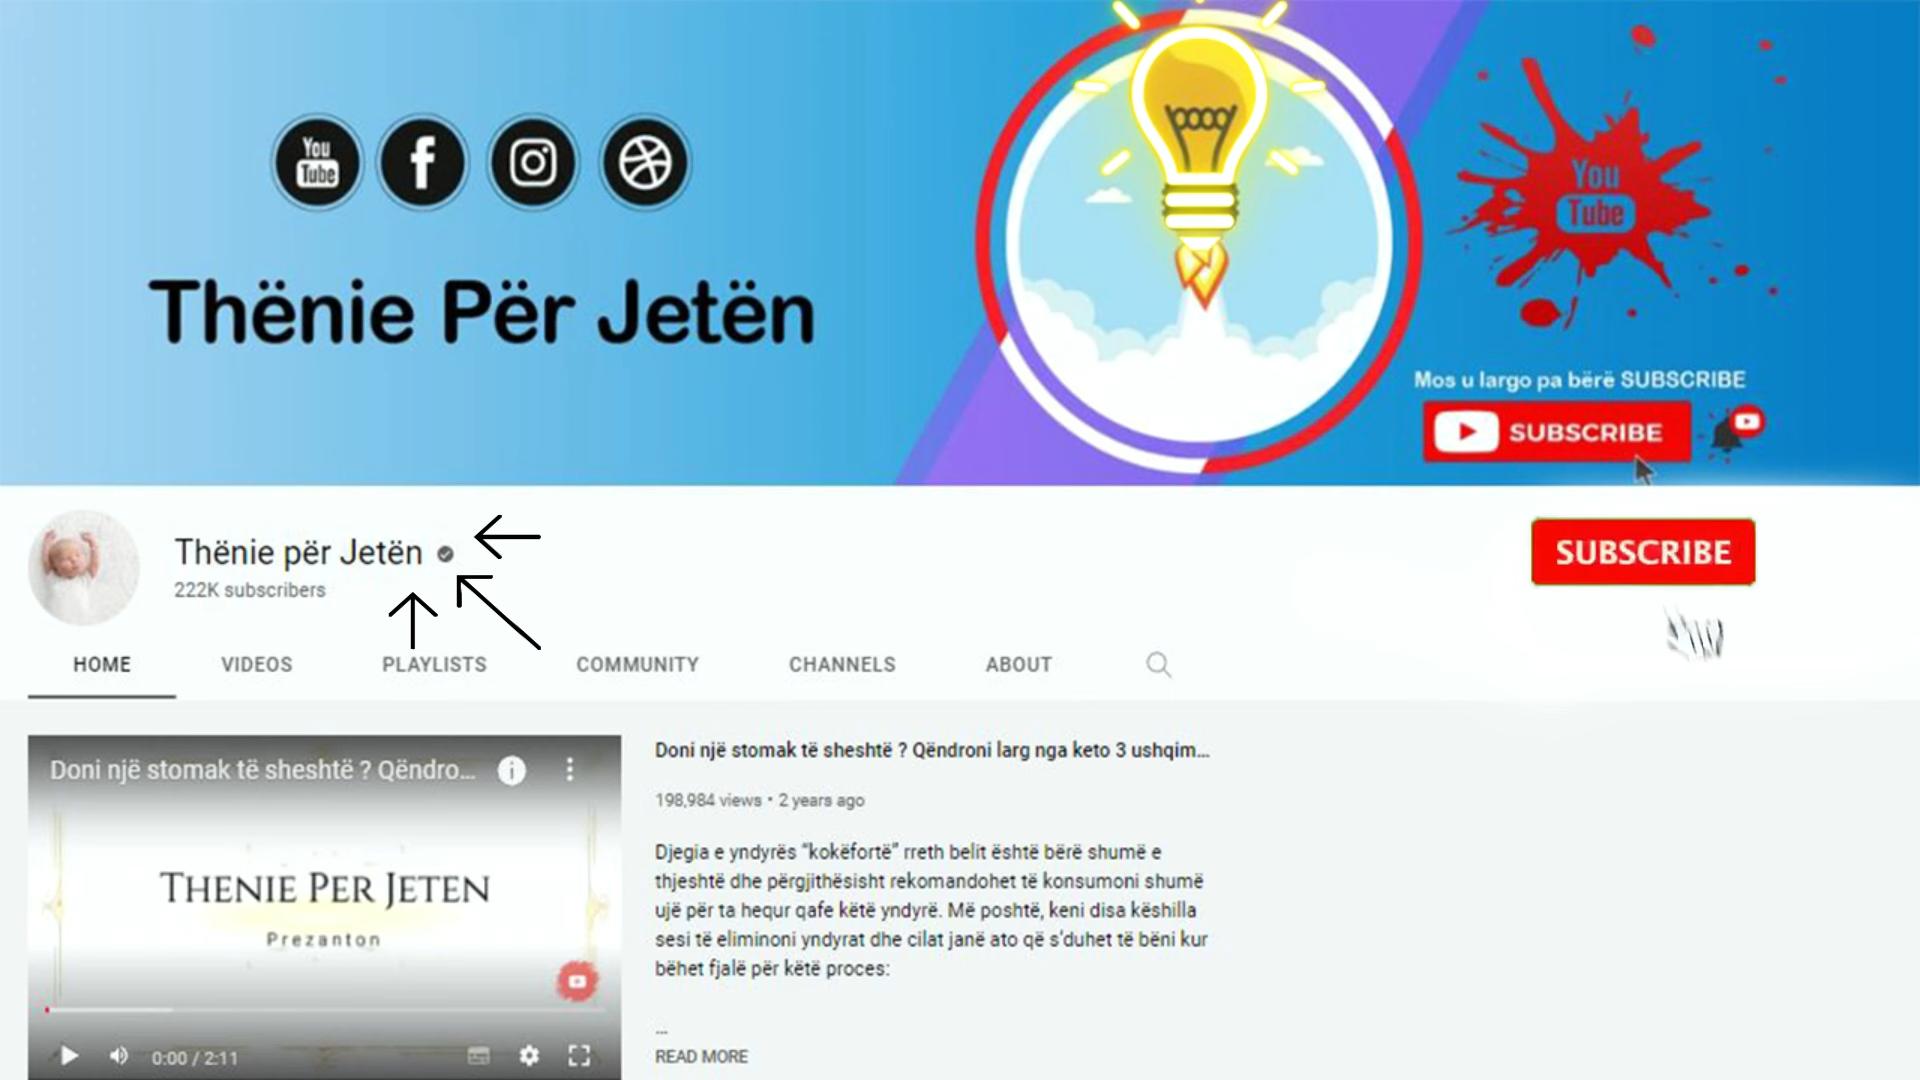 You
Tube
Thënie Për Jetën
You
Tube
Mos u largo pa bërë SUBSCRIBE
SUBSCRIBE
Thënie për Jetën
222K subscribers
SUBSCRIBE
HOME VIDEOS PLAYLISTS COMMUNITY CHANNELS ABOUT
Doni një stomak të sheshtë ? Qëndro...
THENIE PER JETEN
Prezanton
0:00 / 2:11
Doni një stomak të sheshtë ? Qëndroni larg nga keto 3 ushqim...
198,984 views • 2 years ago
Djegia e yndyrës “kokëfortë” rreth belit është bërë shumë e
thjeshtë dhe përgjithësisht rekomandohet të konsumoni shumë
ujë për ta hequr qafe këtë yndyrë. Më poshtë, keni disa këshilla
sesi të eliminoni yndyrat dhe cilat janë ato që s'duhet të bëni kur
bëhet fjalë për këtë proces:
...
READ MORE